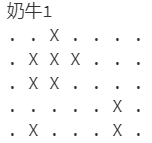 奶牛1
. . X . . . .
. X X X . . .
. X X . . . .
. . . . . X .
. X . . . X .